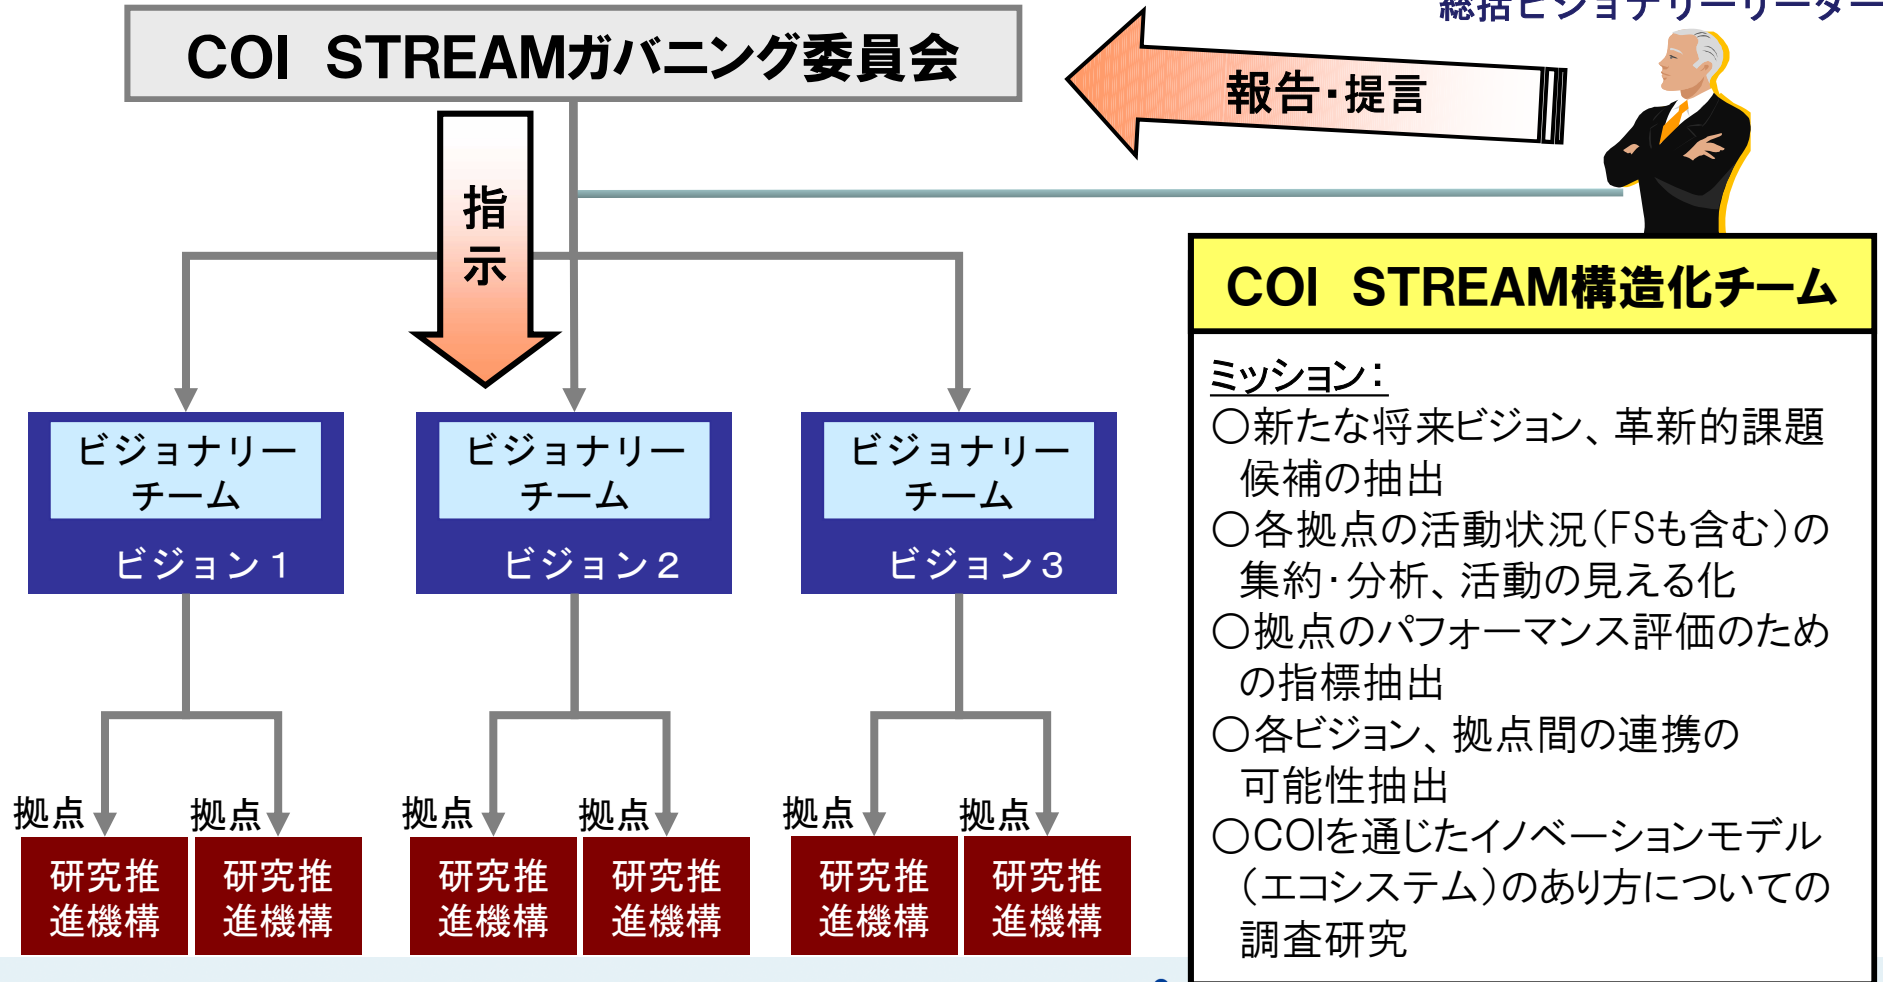 総括ビジョナリーリーダー
COI　STREAMガバニング委員会
報告・提言
指
示
COI　STREAM構造化チーム
ミッション：
○新たな将来ビジョン、革新的課題
候補の抽出
○各拠点の活動状況（FSも含む）の
集約・分析、活動の見える化
○拠点のパフォーマンス評価のため
の指標抽出
○各ビジョン、拠点間の連携の
可能性抽出
○COIを通じたイノベーションモデル
（エコシステム）のあり方についての
調査研究
ビジョナリー
チーム
ビジョン１
ビジョナリー
チーム
ビジョン２
ビジョナリー
チーム
ビジョン３
拠点
拠点
拠点
拠点
拠点
拠点
研究推
進機構
研究推
進機構
研究推
進機構
研究推
進機構
研究推
進機構
研究推
進機構